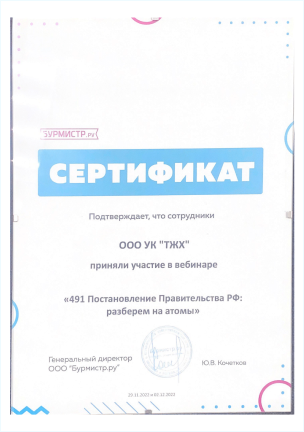 БУРМИСТР.РУ
СЕРТИФИКАТ
Подтверждает, что сотрудники
ООО УК "ТЖХ"
приняли участие в вебинаре
«491 Постановление Правительства РФ:
разберем на атомы»
Генеральный директор
ООО "Бурмистр.ру"
Ю.В. Кочетков